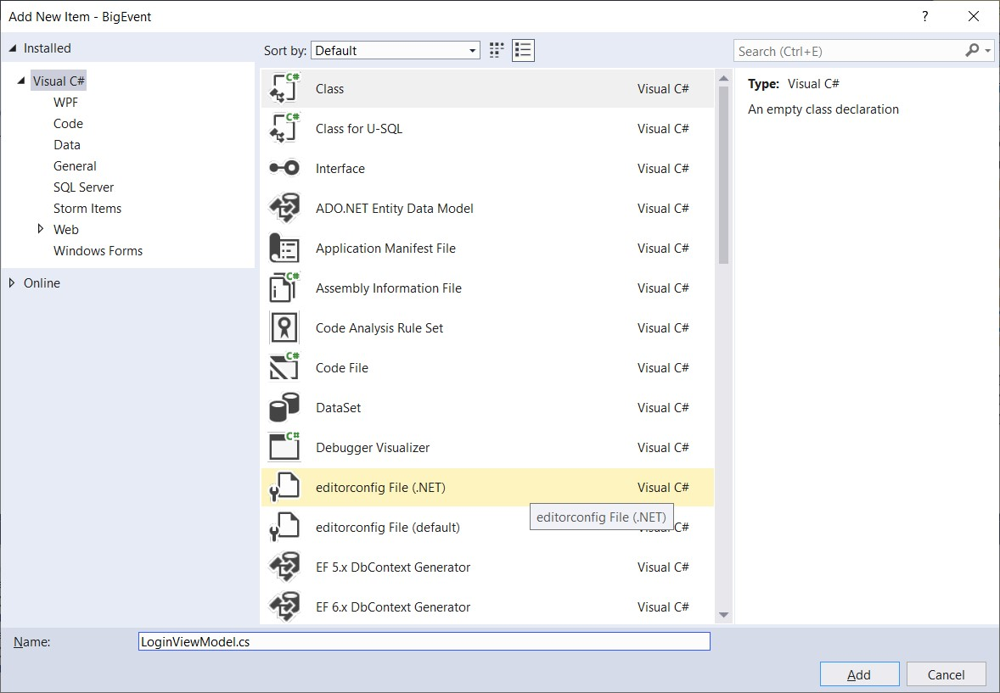 Add New Item - BigEvent
?
Installed
Sort by: Default
Search (Ctrl+E)
Visual C#
WPF
Code
Data
General
SQL Server
Storm Items
Web
Windows Forms
Online
C# Class Visual C#
C# Class for U-SQL Visual C#
Interface Visual C#
ADO.NET Entity Data Model Visual C#
Application Manifest File Visual C#
C# Assembly Information File Visual C#
Code Analysis Rule Set Visual C#
C# Code File Visual C#
DataSet Visual C#
C# Debugger Visualizer Visual C#
editorconfig File (.NET) Visual C#
editorconfig File (.NET)
editorconfig File (default) C#
EF 5.x DbContext Generator Visual C#
EF 6.x DbContext Generator Visual C#
Type: Visual C#
An empty class declaration
Name: LoginViewModel.cs
Add Cancel